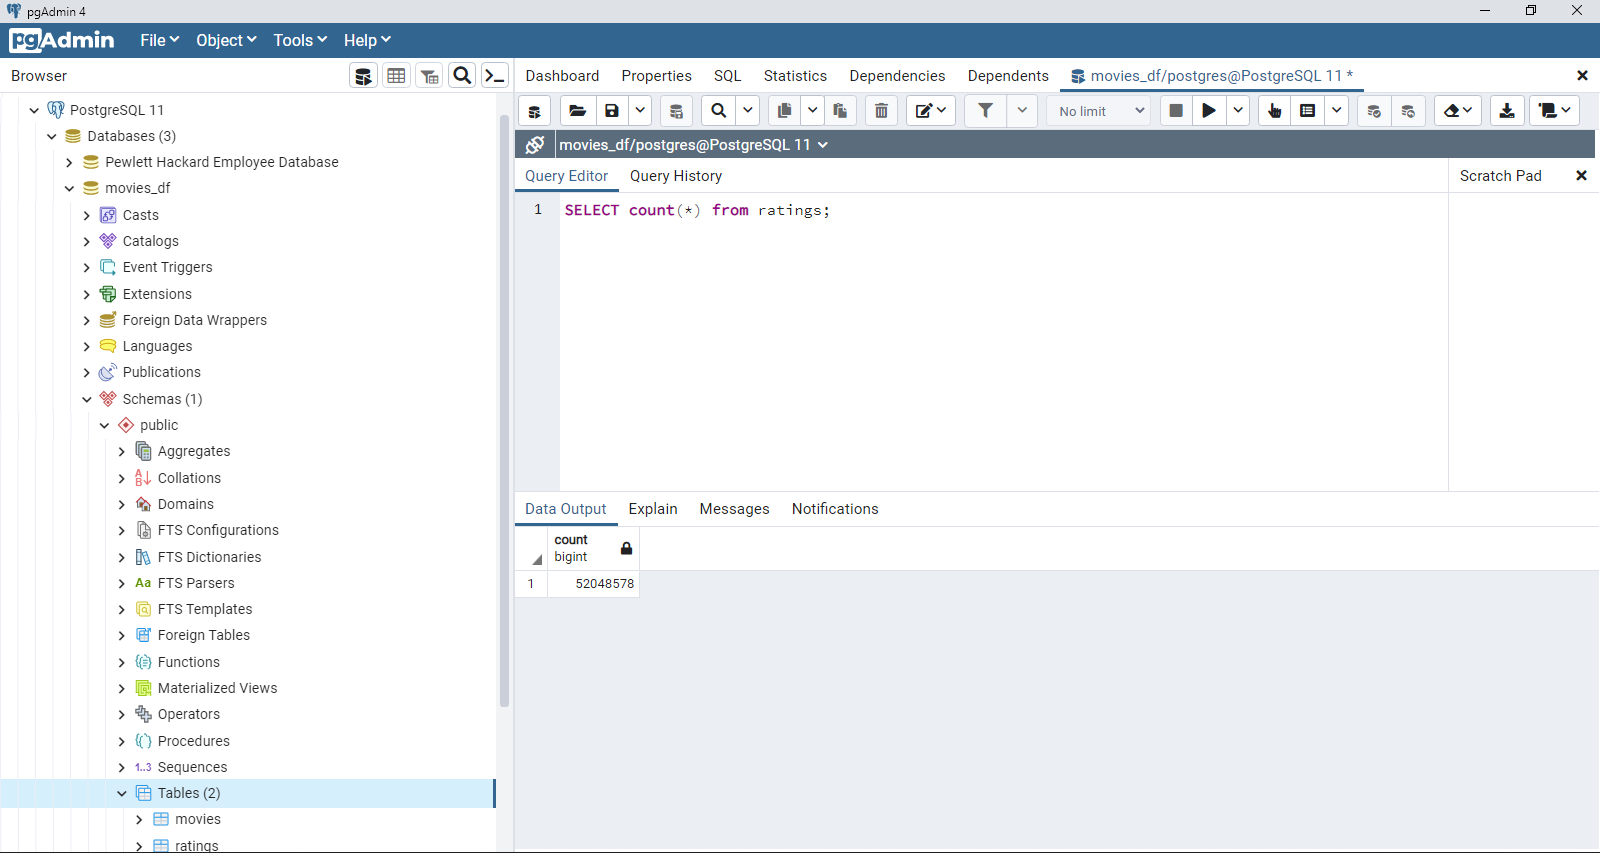 pgAdmin 4
pgAdmin File Object Tools Help
Browser
Dashboard Properties SQL Statistics Dependencies Dependents movies_df/postgres@PostgreSQL 11 *
No limit
movies_df/postgres@PostgreSQL 11
Query Editor Query History
Scratch Pad
1 SELECT count(*) from ratings;
PostgreSQL 11
Databases (3)
Pewlett Hackard Employee Database
movies_df
Casts
Catalogs
Event Triggers
Extensions
Foreign Data Wrappers
Languages
Publications
Schemas (1)
public
Aggregates
Collations
Domains
FTS Configurations
FTS Dictionaries
Aa FTS Parsers
FTS Templates
Foreign Tables
Functions
Materialized Views
Operators
Procedures
1..3 Sequences
Tables (2)
movies
ratings
Data Output Explain Messages Notifications
count
bigint
1 52048578